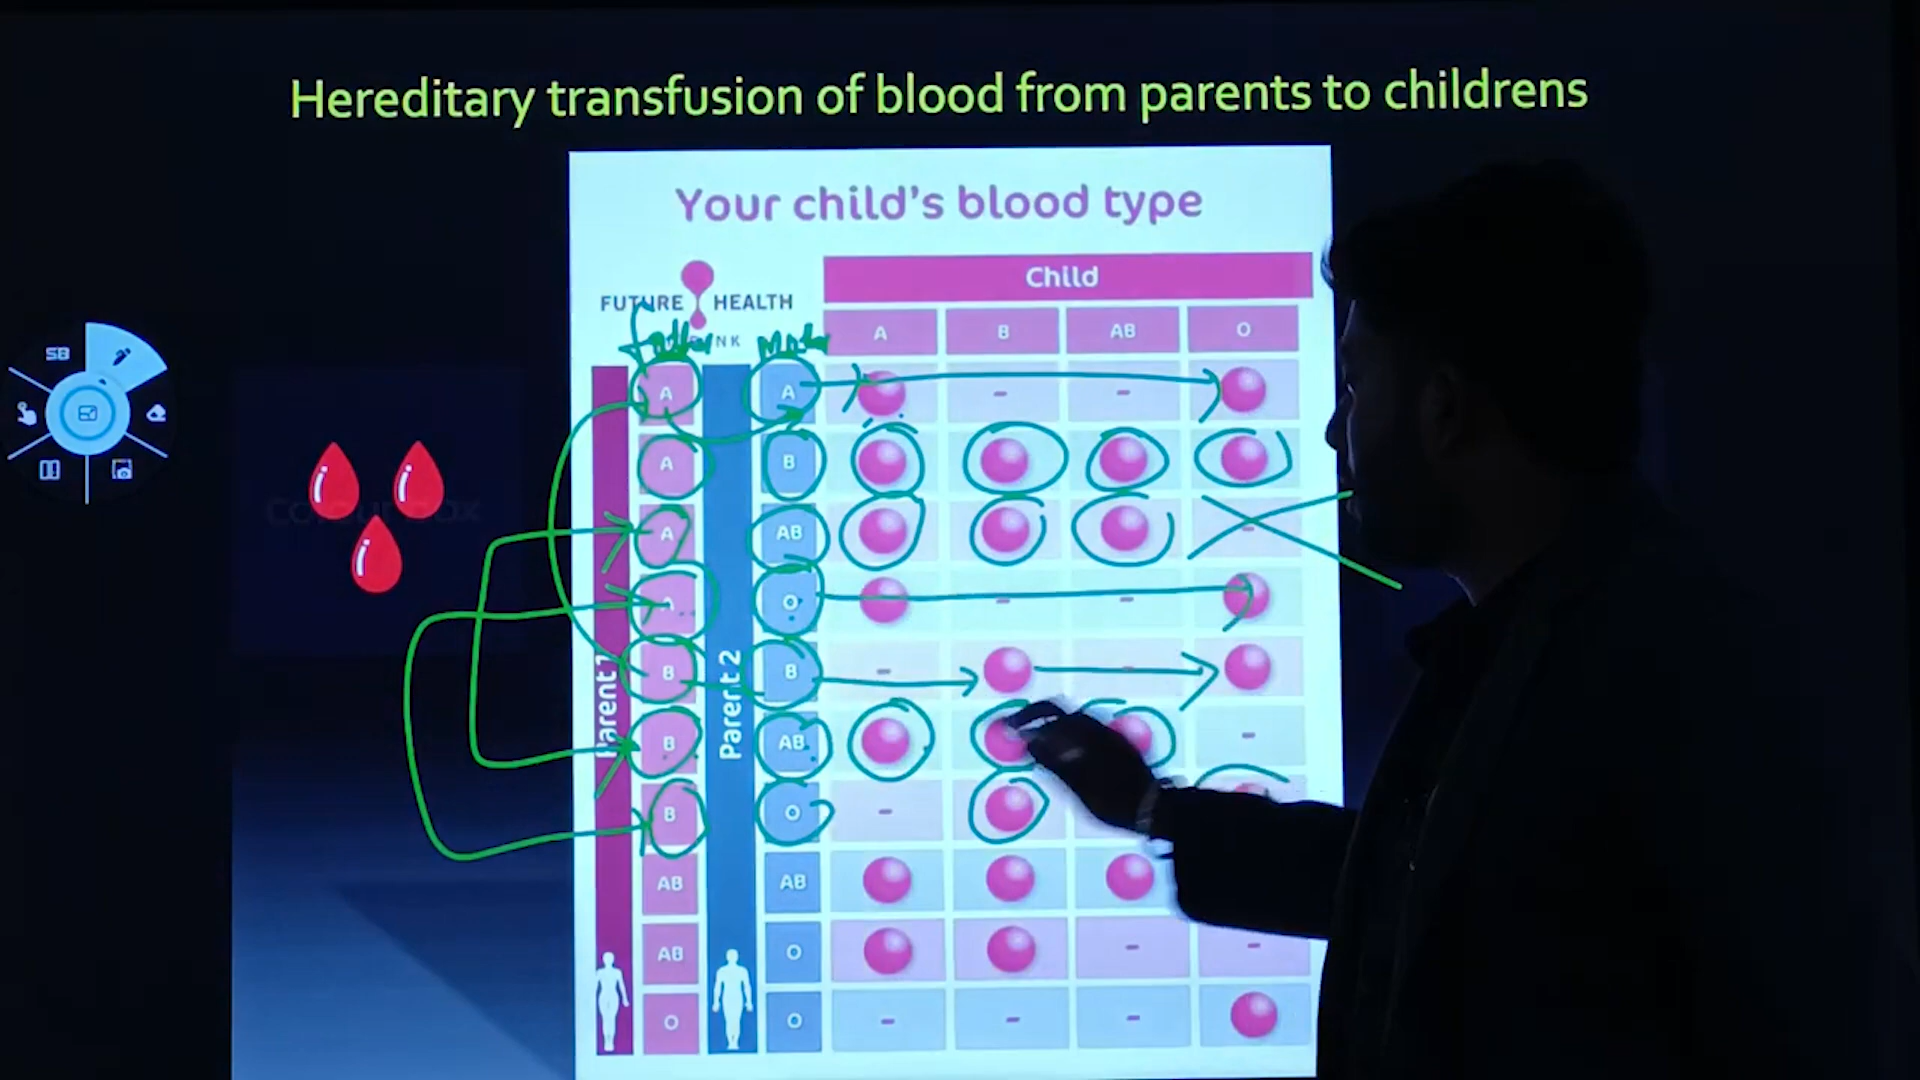 Hereditary transfusion of blood from parents to childrens
Your child's blood type
FUTURE HEALTH
Child
A B AB O
SB
A A - -
A B
A AB -
A O - -
B B - -
B AB -
B O -
AB AB
AB O - -
O O - - -
Parent 1
Parent 2